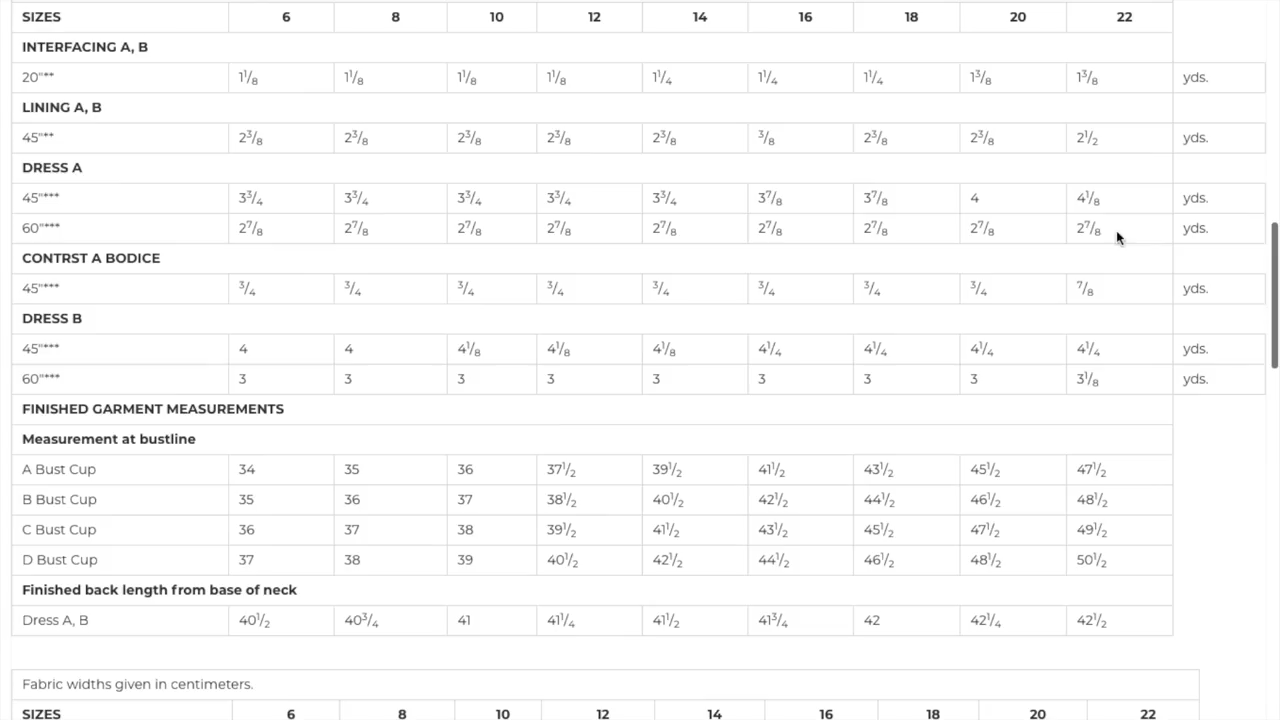 SIZES 6 8 10 12 14 16 18 20 22
INTERFACING A, B
20"** 1 1/8 1 1/8 1 1/8 1 1/8 1 1/4 1 1/4 1 1/4 1 3/8 1 3/8 yds.
LINING A, B
45"** 2 3/8 2 3/8 2 3/8 2 3/8 2 3/8 3/8 2 3/8 2 3/8 2 1/2 yds.
DRESS A
45"*** 3 3/4 3 3/4 3 3/4 3 3/4 3 3/4 3 7/8 3 7/8 4 4 1/8 yds.
60"*** 2 7/8 2 7/8 2 7/8 2 7/8 2 7/8 2 7/8 2 7/8 2 7/8 2 7/8 yds.
CONTRST A BODICE
45"*** 3/4 3/4 3/4 3/4 3/4 3/4 3/4 3/4 7/8 yds.
DRESS B
45"*** 4 4 4 1/8 4 1/8 4 1/8 4 1/4 4 1/4 4 1/4 4 1/4 yds.
60"*** 3 3 3 3 3 3 3 3 3 1/8 yds.
FINISHED GARMENT MEASUREMENTS
Measurement at bustline
A Bust Cup 34 35 36 37 1/2 39 1/2 41 1/2 43 1/2 45 1/2 47 1/2
B Bust Cup 35 36 37 38 1/2 40 1/2 42 1/2 44 1/2 46 1/2 48 1/2
C Bust Cup 36 37 38 39 1/2 41 1/2 43 1/2 45 1/2 47 1/2 49 1/2
D Bust Cup 37 38 39 40 1/2 42 1/2 44 1/2 46 1/2 48 1/2 50 1/2
Finished back length from base of neck
Dress A, B 40 1/2 40 3/4 41 41 1/4 41 1/2 41 3/4 42 42 1/4 42 1/2
Fabric widths given in centimeters.
SIZES 6 8 10 12 14 16 18 20 22